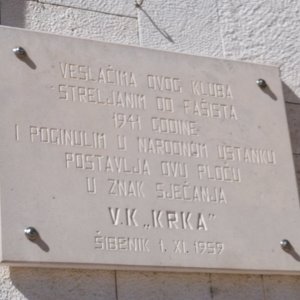 VESLAČIMA OVOG KLUBA
STRELJANIM OD FAŠISTA
1941 GODINE
I POGINULIM U NARODNOM USTANKU
POSTAVLJA OVU PLOČU
U ZNAK SJEĆANJA
V.K. „KRKA"
ŠIBENIK 1. XI. 1959